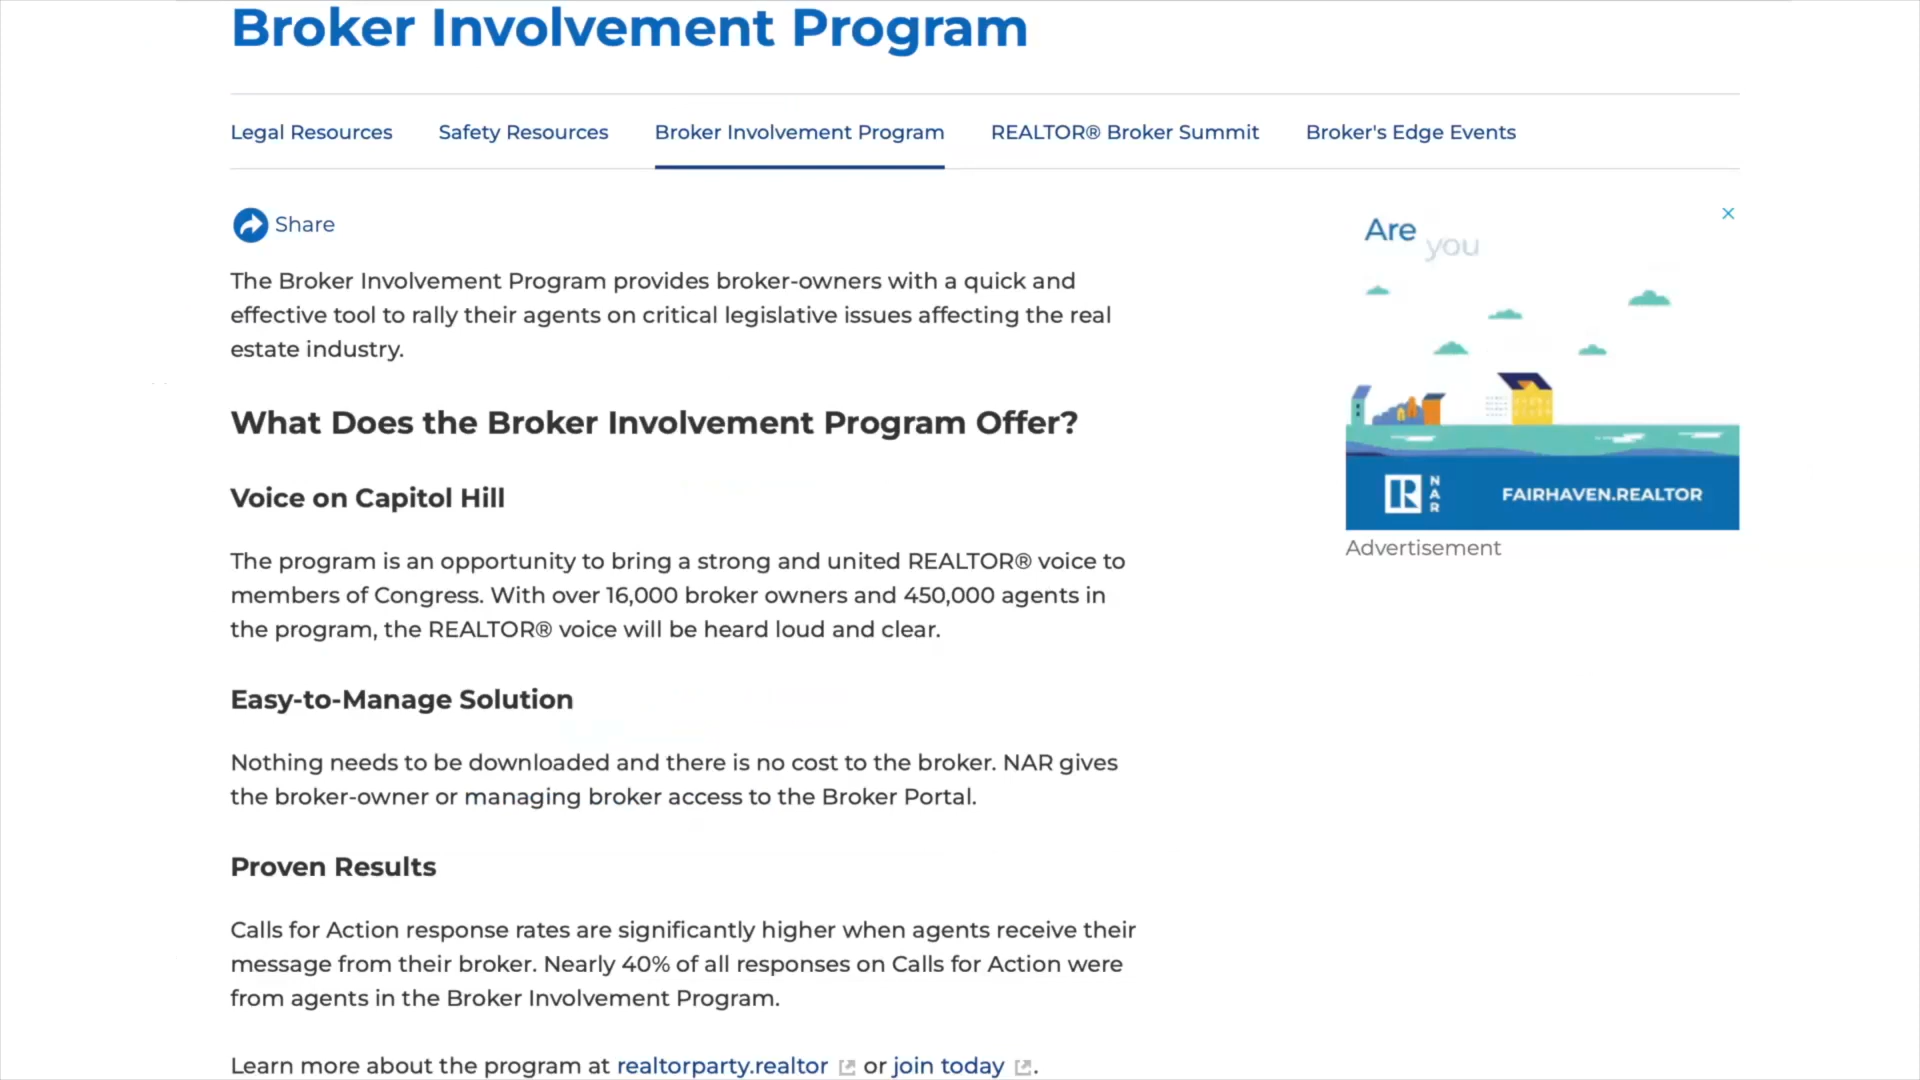 Broker Involvement Program
Legal Resources Safety Resources Broker Involvement Program REALTOR® Broker Summit Broker's Edge Events
Share
The Broker Involvement Program provides broker-owners with a quick and
effective tool to rally their agents on critical legislative issues affecting the real
estate industry.
What Does the Broker Involvement Program Offer?
Voice on Capitol Hill
The program is an opportunity to bring a strong and united REALTOR® voice to
members of Congress. With over 16,000 broker owners and 450,000 agents in
the program, the REALTOR® voice will be heard loud and clear.
Easy-to-Manage Solution
Nothing needs to be downloaded and there is no cost to the broker. NAR gives
the broker-owner or managing broker access to the Broker Portal.
Proven Results
Calls for Action response rates are significantly higher when agents receive their
message from their broker. Nearly 40% of all responses on Calls for Action were
from agents in the Broker Involvement Program.
Learn more about the program at realtorparty.realtor or join today.
Are you
R NAR FAIRHAVEN.REALTOR
Advertisement